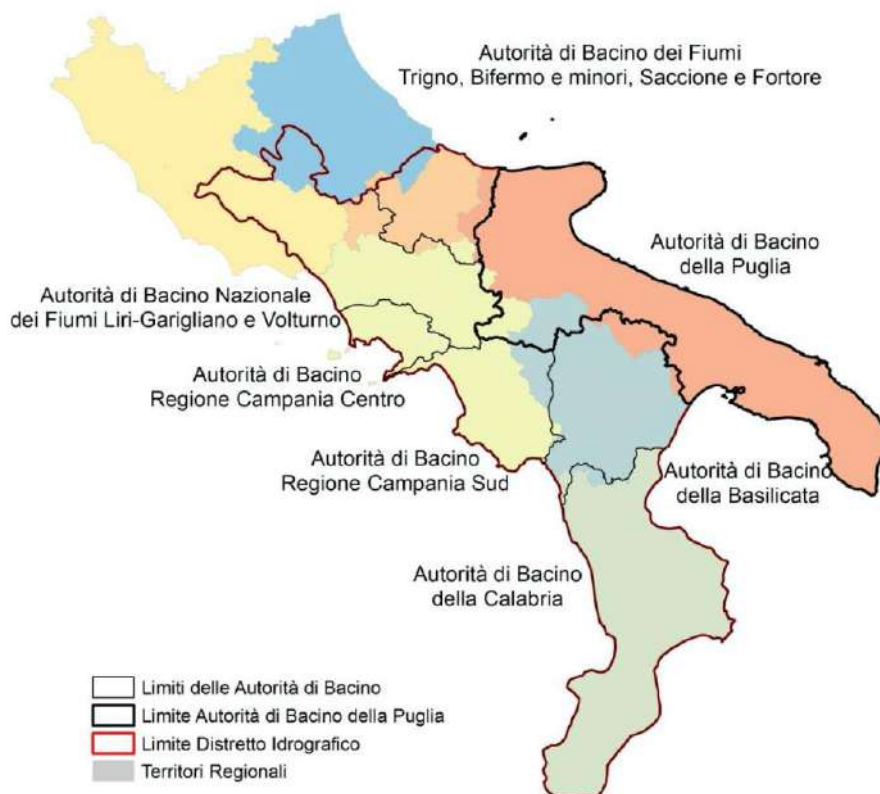 Autorità di Bacino dei Fiumi
Trigno, Bifermo e minori, Saccione e Fortore
Autorità di Bacino
della Puglia
Autorità di Bacino Nazionale
dei Fiumi Liri-Garigliano e Volturno
Autorità di Bacino
Regione Campania Centro
Autorità di Bacino
Regione Campania Sud
Autorità di Bacino
della Basilicata
Autorità di Bacino
della Calabria
Limiti delle Autorità di Bacino
Limite Autorità di Bacino della Puglia
Limite Distretto Idrografico
Territori Regionali